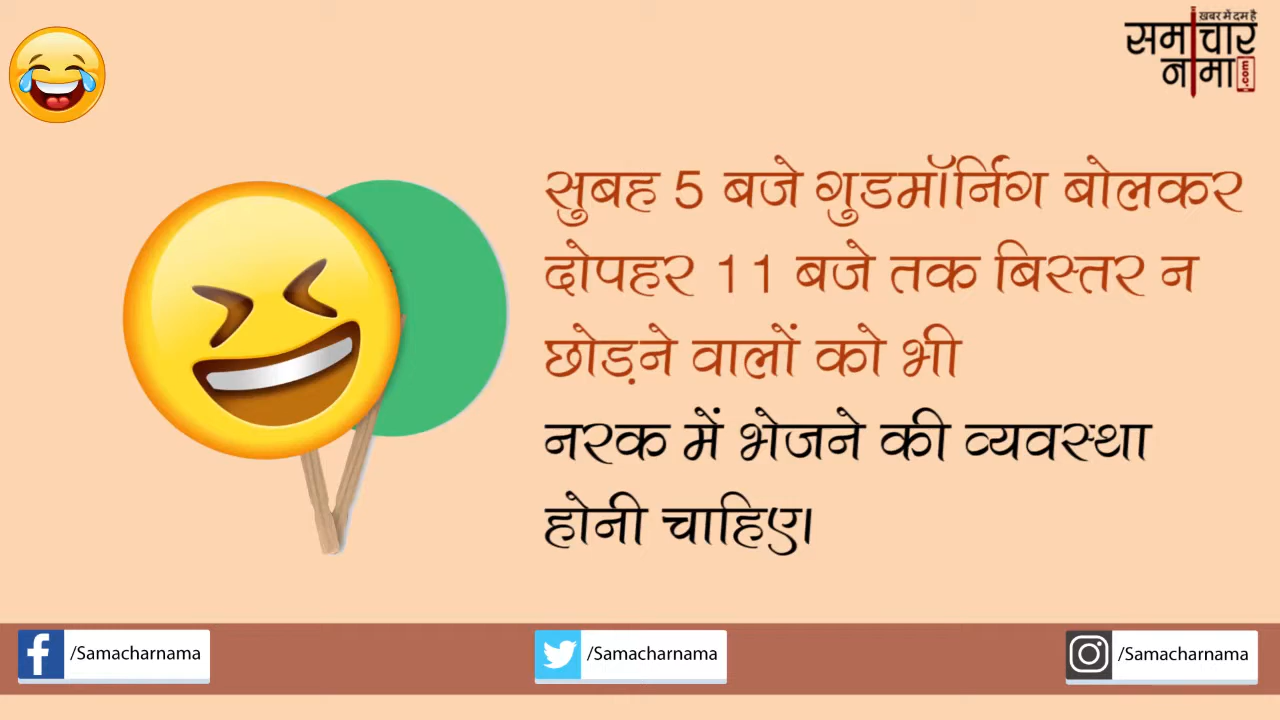 ख़बर में दम है
समाचार
नामा.com
सुबह 5 बजे गुडमॉर्निंग बोलकर
दोपहर 11 बजे तक बिस्तर न
छोड़ने वालों को भी
नरक में भेजने की व्यवस्था
होनी चाहिए।
/Samacharnama
/Samacharnama
/Samacharnama